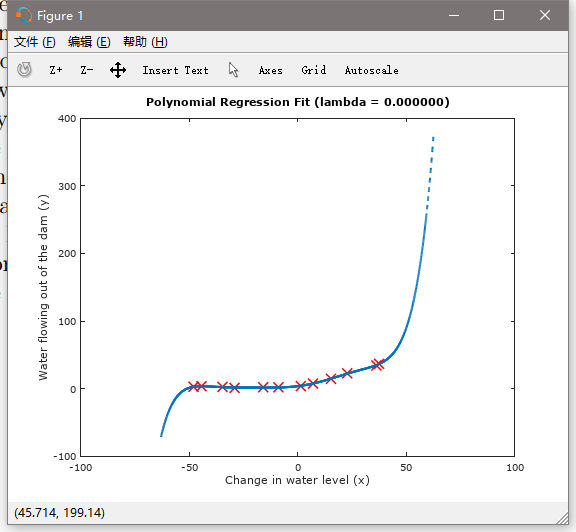 Figure 1
文件 (F) 编辑 (E) 帮助 (H)
Z+ Z- Insert Text Axes Grid Autoscale
Polynomial Regression Fit (lambda = 0.000000)
400
300
200
100
0
-100
Water flowing out of the dam (y)
-100 -50 0 50 100
Change in water level (x)
(45.714, 199.14)